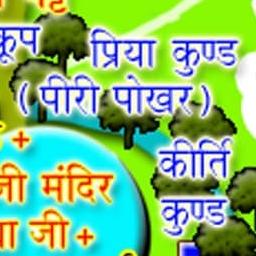 कूप
प्रिया कुण्ड
( पीरी पोखर )
कीर्ति
कुण्ड
जी मंदिर
जी +